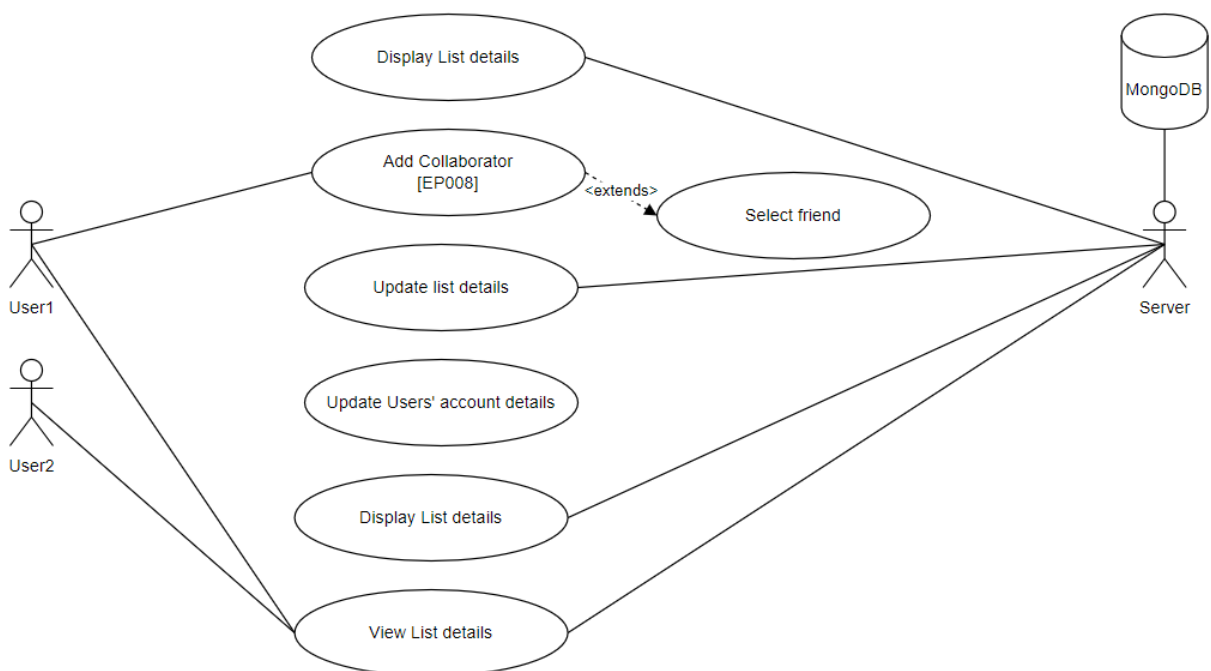 Display List details
MongoDB
Add Collaborator
[EP008]
<extends>
Select friend
User1
Update list details
Server
Update Users' account details
User2
Display List details
View List details